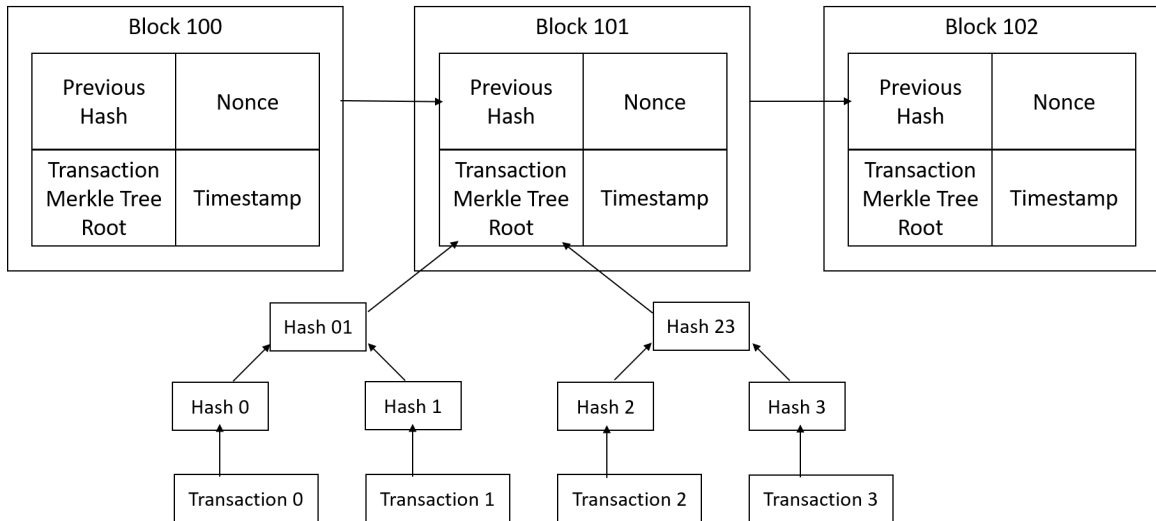 Block 100
Block 101
Block 102
Previous
Hash
Nonce
Transaction
Merkle Tree
Root
Timestamp
Previous
Hash
Nonce
Transaction
Merkle Tree
Root
Timestamp
Previous
Hash
Nonce
Transaction
Merkle Tree
Root
Timestamp
Hash 01
Hash 23
Hash 0
Hash 1
Hash 2
Hash 3
Transaction 0
Transaction 1
Transaction 2
Transaction 3